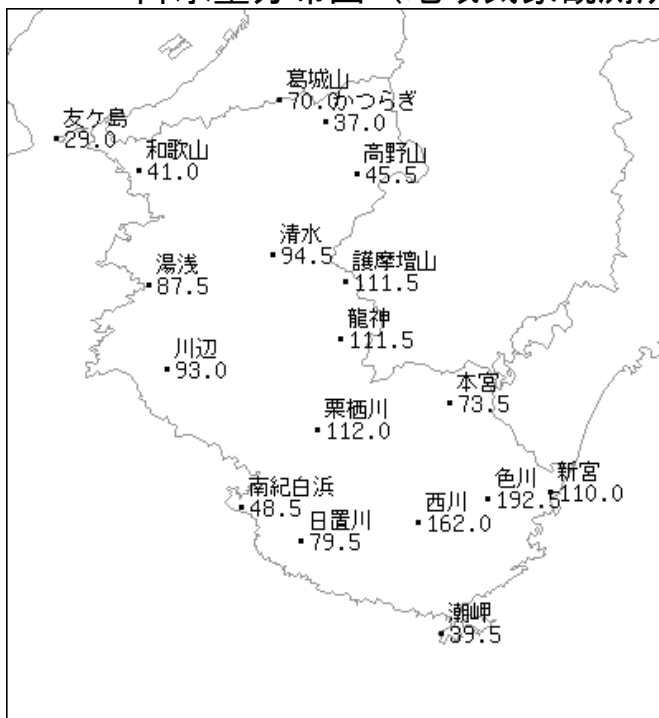 葛城山
70.0
かつらぎ
37.0
友ケ島
29.0
和歌山
41.0
高野山
45.5
清水
94.5
護摩壇山
111.5
湯浅
87.5
龍神
111.5
川辺
93.0
本宮
73.5
栗栖川
112.0
南紀白浜
48.5
色川
192.5
新宮
110.0
西川
162.0
日置川
79.5
潮岬
39.5